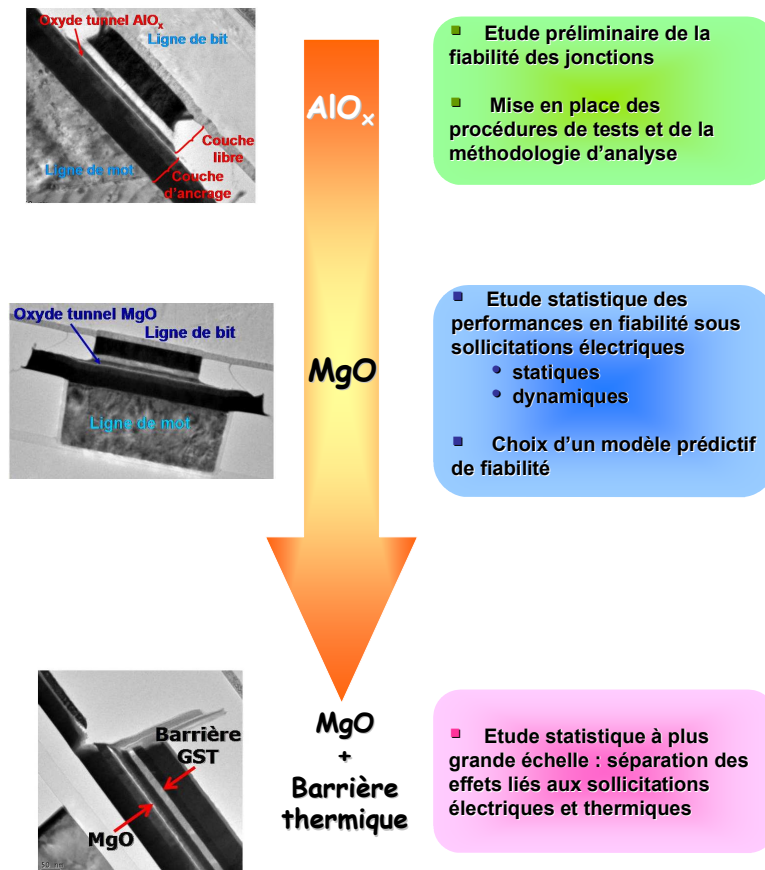 Oxyde tunnel AlOx
Ligne de bit
Couche
libre
Ligne de mot
Couche
d'ancrage
AlOx
▪ Etude préliminaire de la
fiabilité des jonctions
▪ Mise en place des
procédures de tests et de la
méthodologie d'analyse
Oxyde tunnel MgO
Ligne de bit
Ligne de mot
MgO
▪ Etude statistique des
performances en fiabilité sous
sollicitations électriques
• statiques
• dynamiques
▪ Choix d'un modèle prédictif
de fiabilité
Barrière
GST
MgO
50 nm
MgO
+
Barrière
thermique
▪ Etude statistique à plus
grande échelle : séparation des
effets liés aux sollicitations
électriques et thermiques